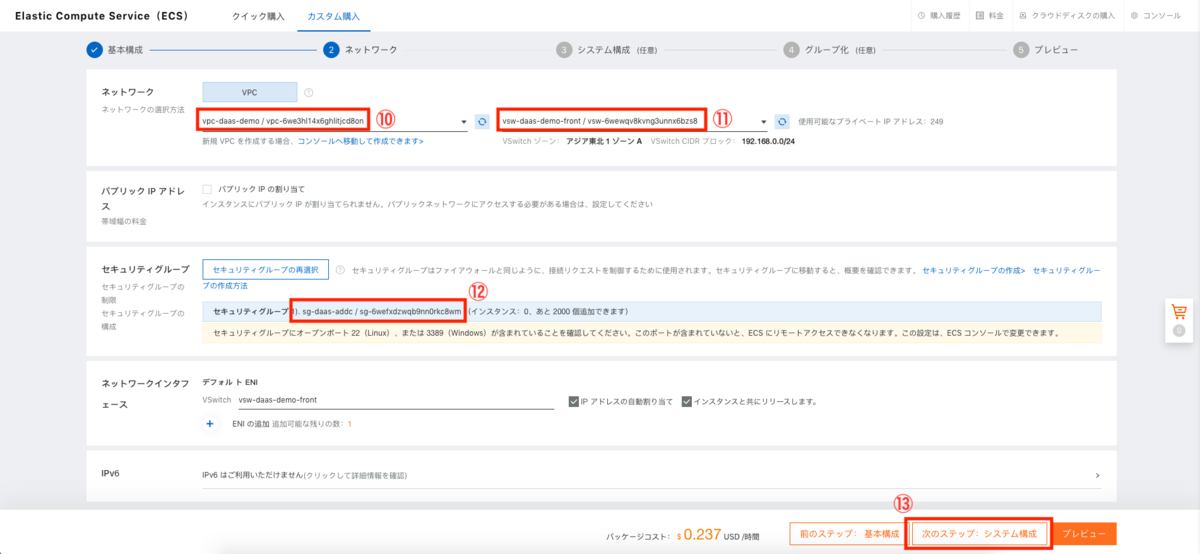 Elastic Compute Service（ECS） クイック購入 カスタム購入 購入履歴 料金 クラウドディスクの購入 コンソール
基本構成 2 ネットワーク 3 システム構成 (任意) 4 グループ化 (任意) 5 プレビュー
ネットワーク VPC ?
ネットワークの選択方法
vpc-daas-demo / vpc-6we3hl14x6ghlitjcd8on ⑩ vsw-daas-demo-front / vsw-6wewqv8kvng3unnx6bzs8 ⑪ 使用可能なプライベート IP アドレス： 249
新規 VPC を作成する場合、コンソールへ移動して作成できます> VSwitch ゾーン： アジア東北 1 ゾーン A VSwitch CIDR ブロック： 192.168.0.0/24
パブリック IP アドレス パブリック IP の割り当て
インスタンスにパブリック IP が割り当てられません。パブリックネットワークにアクセスする必要がある場合は、設定してください
帯域幅の料金
セキュリティグループ セキュリティグループの再選択 ? セキュリティグループはファイアウォールと同じように、接続リクエストを制御するために使用されます。セキュリティグループに移動すると、概要を確認できます。 セキュリティグループの作成> セキュリティグループの作成方法
セキュリティグループの制限
セキュリティグループの構成
⑫
セキュリティグループ 1). sg-daas-addc / sg-6wefxdzwqb9nn0rkc8wm (インスタンス：0、あと 2000 個追加できます)
セキュリティグループにオープンポート 22（Linux）、または 3389（Windows）が含まれていることを確認してください。このポートが含まれていないと、ECS にリモートアクセスできなくなります。この設定は、ECS コンソールで変更できます。
0
ネットワークインタフェース デフォルト ENI
VSwitch vsw-daas-demo-front IP アドレスの自動割り当て インスタンスと共にリリースします。
+ ENI の追加 追加可能な残りの数： 1
IPv6 IPv6 はご利用いただけません(クリックして詳細情報を確認) >
⑬
パッケージコスト： $ 0.237 USD /時間 前のステップ： 基本構成 次のステップ：システム構成 プレビュー